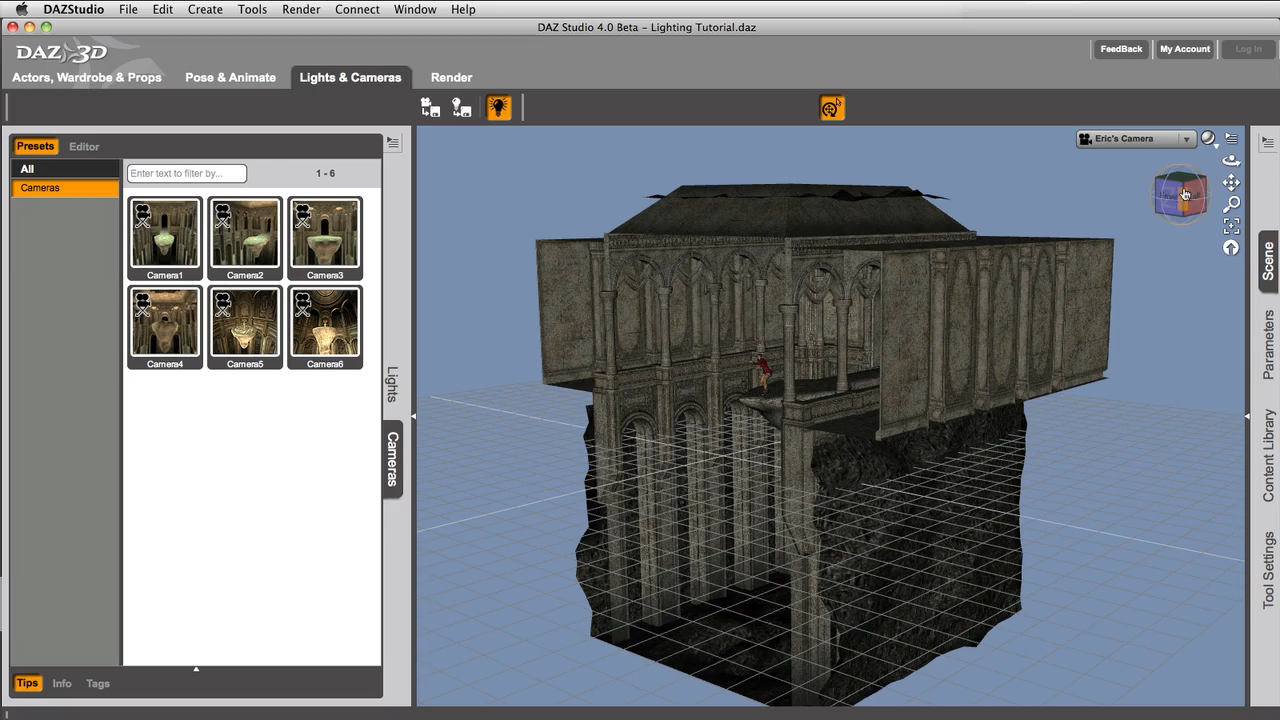 DAZStudio File Edit Create Tools Render Connect Window Help
DAZ Studio 4.0 Beta - Lighting Tutorial.daz
DAZ 3D
FeedBack My Account Log In
Actors, Wardrobe & Props Pose & Animate Lights & Cameras Render
Presets Editor
All
Cameras
Enter text to filter by...
1 - 6
Camera1 Camera2 Camera3
Camera4 Camera5 Camera6
Lights
Cameras
Eric's Camera
Scene
Parameters
Content Library
Tool Settings
Tips Info Tags